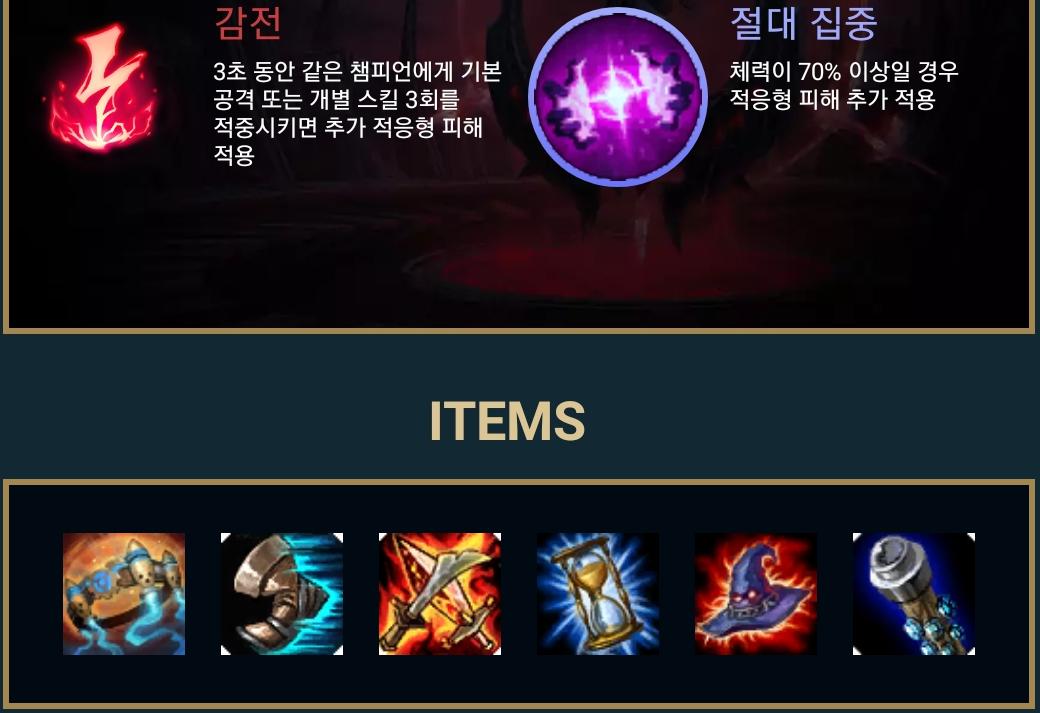 감전
3초 동안 같은 챔피언에게 기본
공격 또는 개별 스킬 3회를
적중시키면 추가 적응형 피해
적용
절대 집중
체력이 70% 이상일 경우
적응형 피해 추가 적용
ITEMS